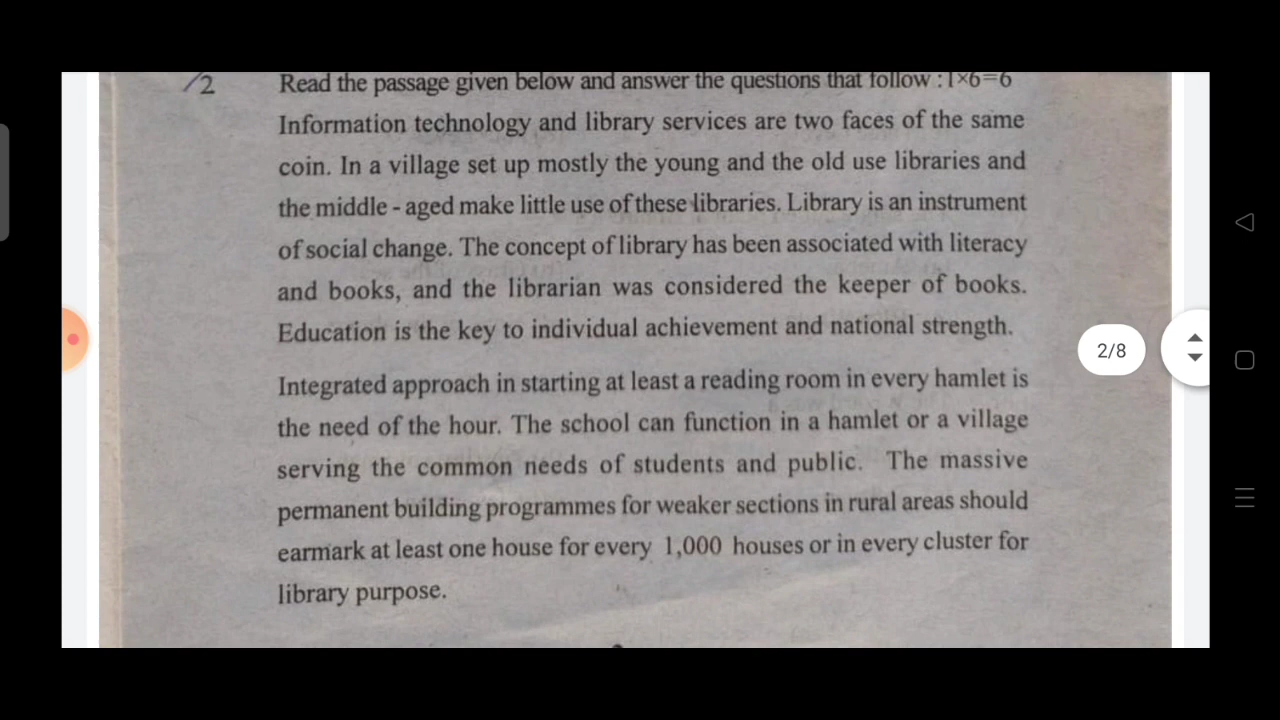 /2 Read the passage given below and answer the questions that follow : 1×6=6
Information technology and library services are two faces of the same
coin. In a village set up mostly the young and the old use libraries and
the middle - aged make little use of these libraries. Library is an instrument
of social change. The concept of library has been associated with literacy
and books, and the librarian was considered the keeper of books.
Education is the key to individual achievement and national strength.
2/8
Integrated approach in starting at least a reading room in every hamlet is
the need of the hour. The school can function in a hamlet or a village
serving the common needs of students and public. The massive
permanent building programmes for weaker sections in rural areas should
earmark at least one house for every 1,000 houses or in every cluster for
library purpose.